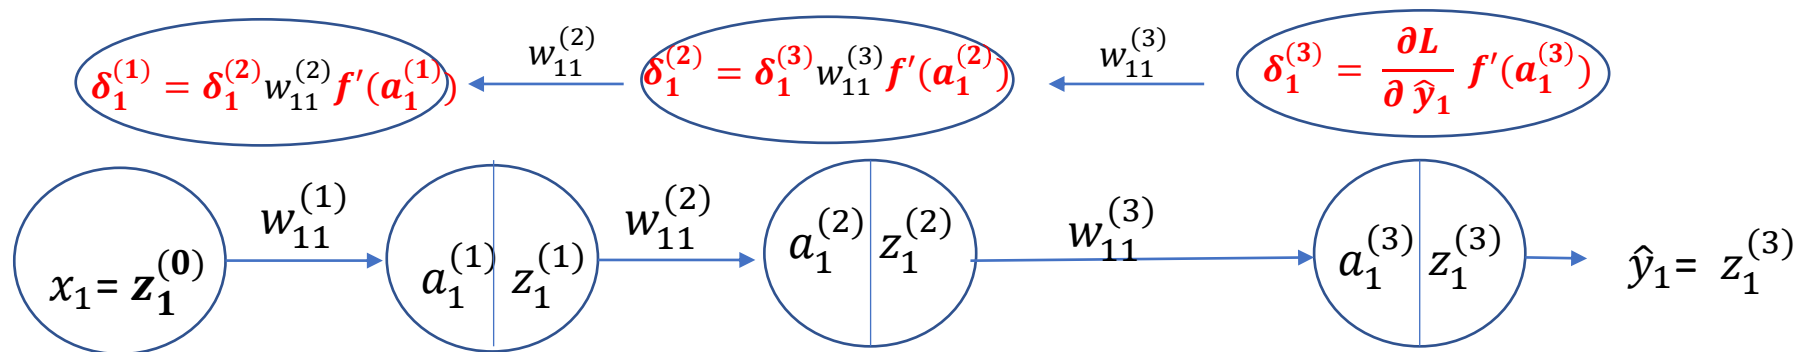 δ₁⁽¹⁾ = δ₁⁽²⁾w₁₁⁽²⁾f′(a₁⁽¹⁾) w₁₁⁽²⁾ δ₁⁽²⁾ = δ₁⁽³⁾w₁₁⁽³⁾f′(a₁⁽²⁾) w₁₁⁽³⁾ δ₁⁽³⁾ = ∂L/∂ŷ₁ f′(a₁⁽³⁾)
x₁= z₁⁽⁰⁾ w₁₁⁽¹⁾ a₁⁽¹⁾ z₁⁽¹⁾ w₁₁⁽²⁾ a₁⁽²⁾ z₁⁽²⁾ w₁₁⁽³⁾ a₁⁽³⁾ z₁⁽³⁾ ŷ₁= z₁⁽³⁾